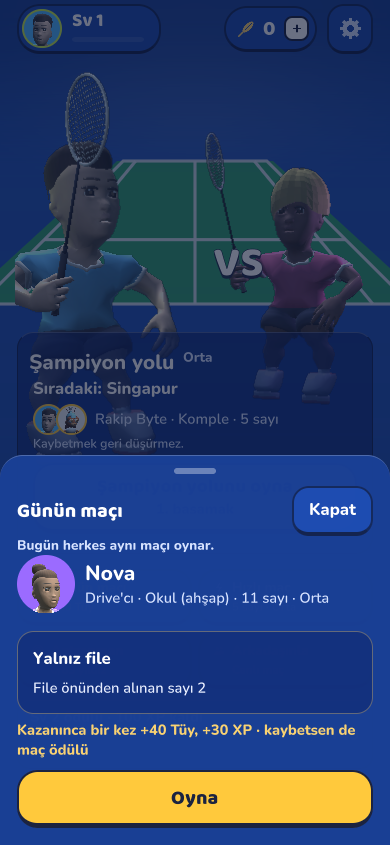 Sv 1
0 +
VS
Şampiyon yolu Orta
Sıradaki: Singapur
Rakip Byte · Komple · 5 sayı
Kaybetmek geri düşürmez.
Günün maçı
Kapat
Bugün herkes aynı maçı oynar.
Nova
Drive'cı · Okul (ahşap) · 11 sayı · Orta
Yalnız file
File önünden alınan sayı 2
Kazanınca bir kez +40 Tüy, +30 XP · kaybetsen de
maç ödülü
Oyna